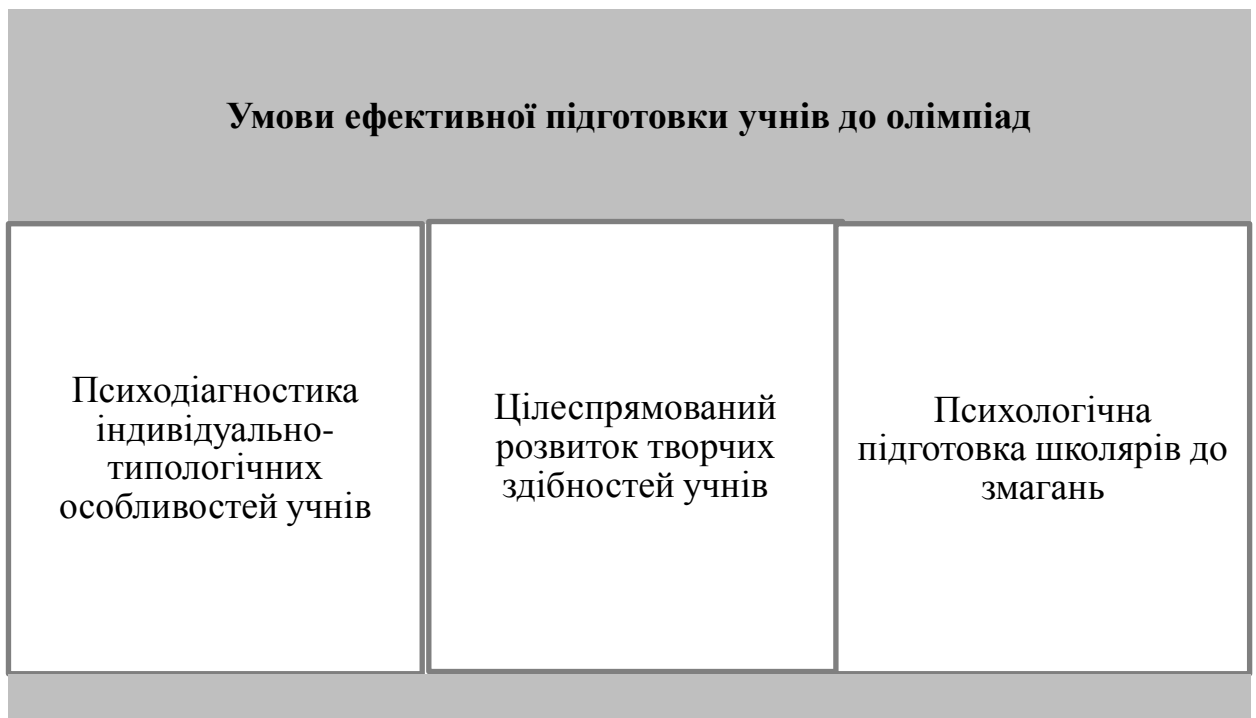 Умови ефективної підготовки учнів до олімпіад
Психодіагностика
індивідуально-
типологічних
особливостей учнів
Цілеспрямований
розвиток творчих
здібностей учнів
Психологічна
підготовка школярів до
змагань